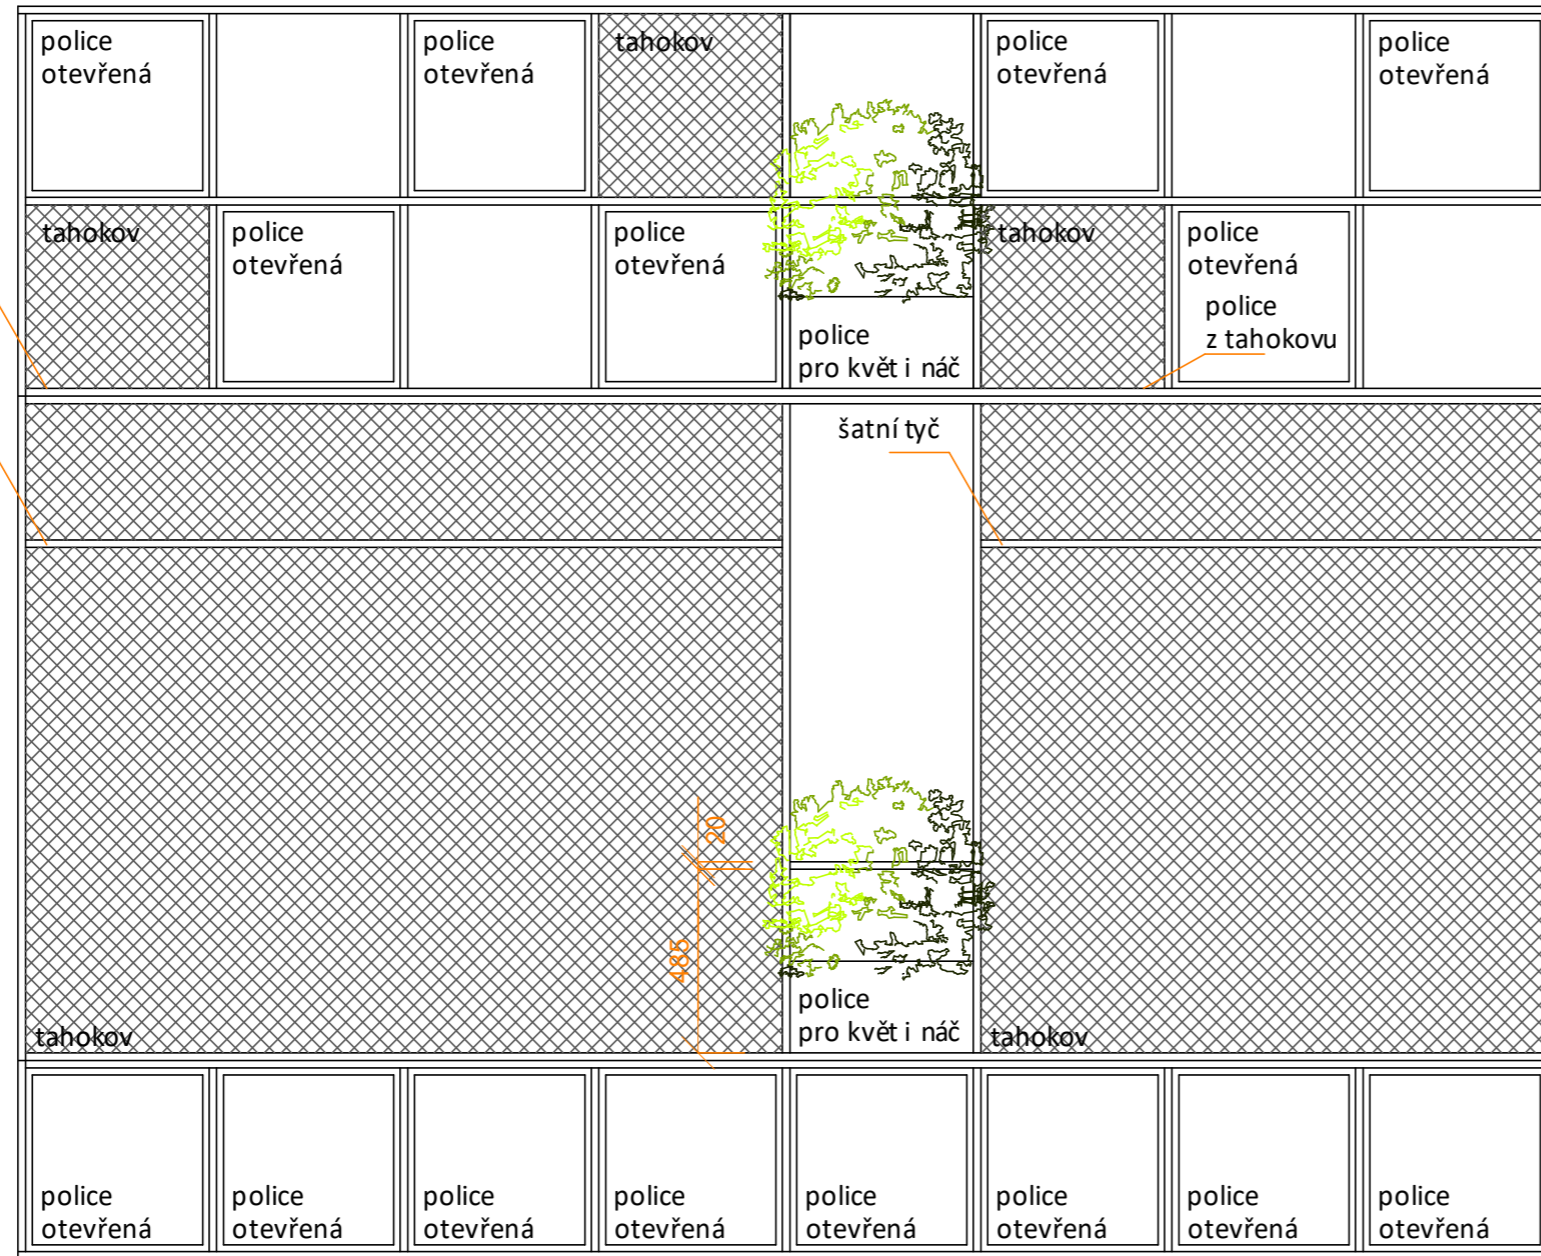 police
otevřená
police
otevřená
tahokov
police
otevřená
police
otevřená
tahokov
police
otevřená
police
otevřená
tahokov
police
otevřená
police
z tahokovu
police
pro květ i náč
šatní tyč
20
485
police
pro květ i náč
tahokov
tahokov
police
otevřená
police
otevřená
police
otevřená
police
otevřená
police
otevřená
police
otevřená
police
otevřená
police
otevřená